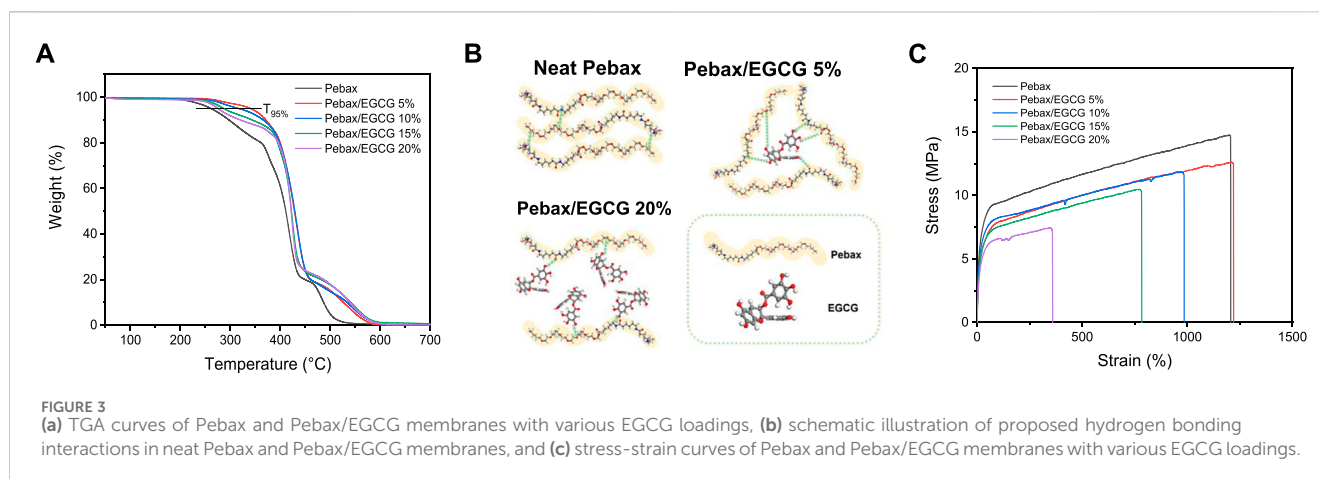 A
100
80
60
40
20
0
100
200
300
400
500
600
700
Weight (%)
Temperature (°C)
T95%
Pebax
Pebax/EGCG 5%
Pebax/EGCG 10%
Pebax/EGCG 15%
Pebax/EGCG 20%
B
Neat Pebax
Pebax/EGCG 5%
Pebax/EGCG 20%
Pebax
EGCG
C
20
15
10
5
0
0
500
1000
1500
Stress (MPa)
Strain (%)
Pebax
Pebax/EGCG 5%
Pebax/EGCG 10%
Pebax/EGCG 15%
Pebax/EGCG 20%
FIGURE 3
(a) TGA curves of Pebax and Pebax/EGCG membranes with various EGCG loadings, (b) schematic illustration of proposed hydrogen bonding
interactions in neat Pebax and Pebax/EGCG membranes, and (c) stress-strain curves of Pebax and Pebax/EGCG membranes with various EGCG loadings.